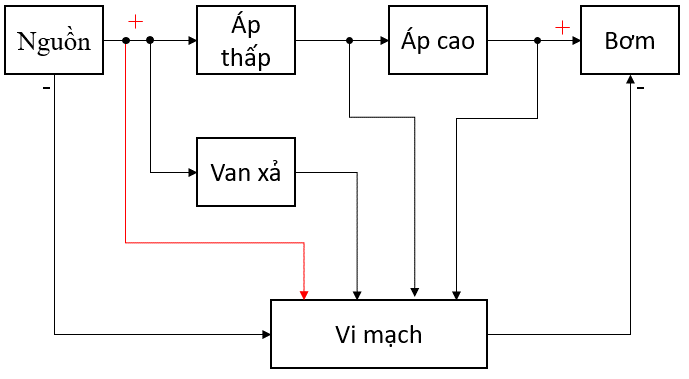 Nguồn
+
Áp
thấp
Áp cao
+
Bơm
-
-
Van xả
Vi mạch